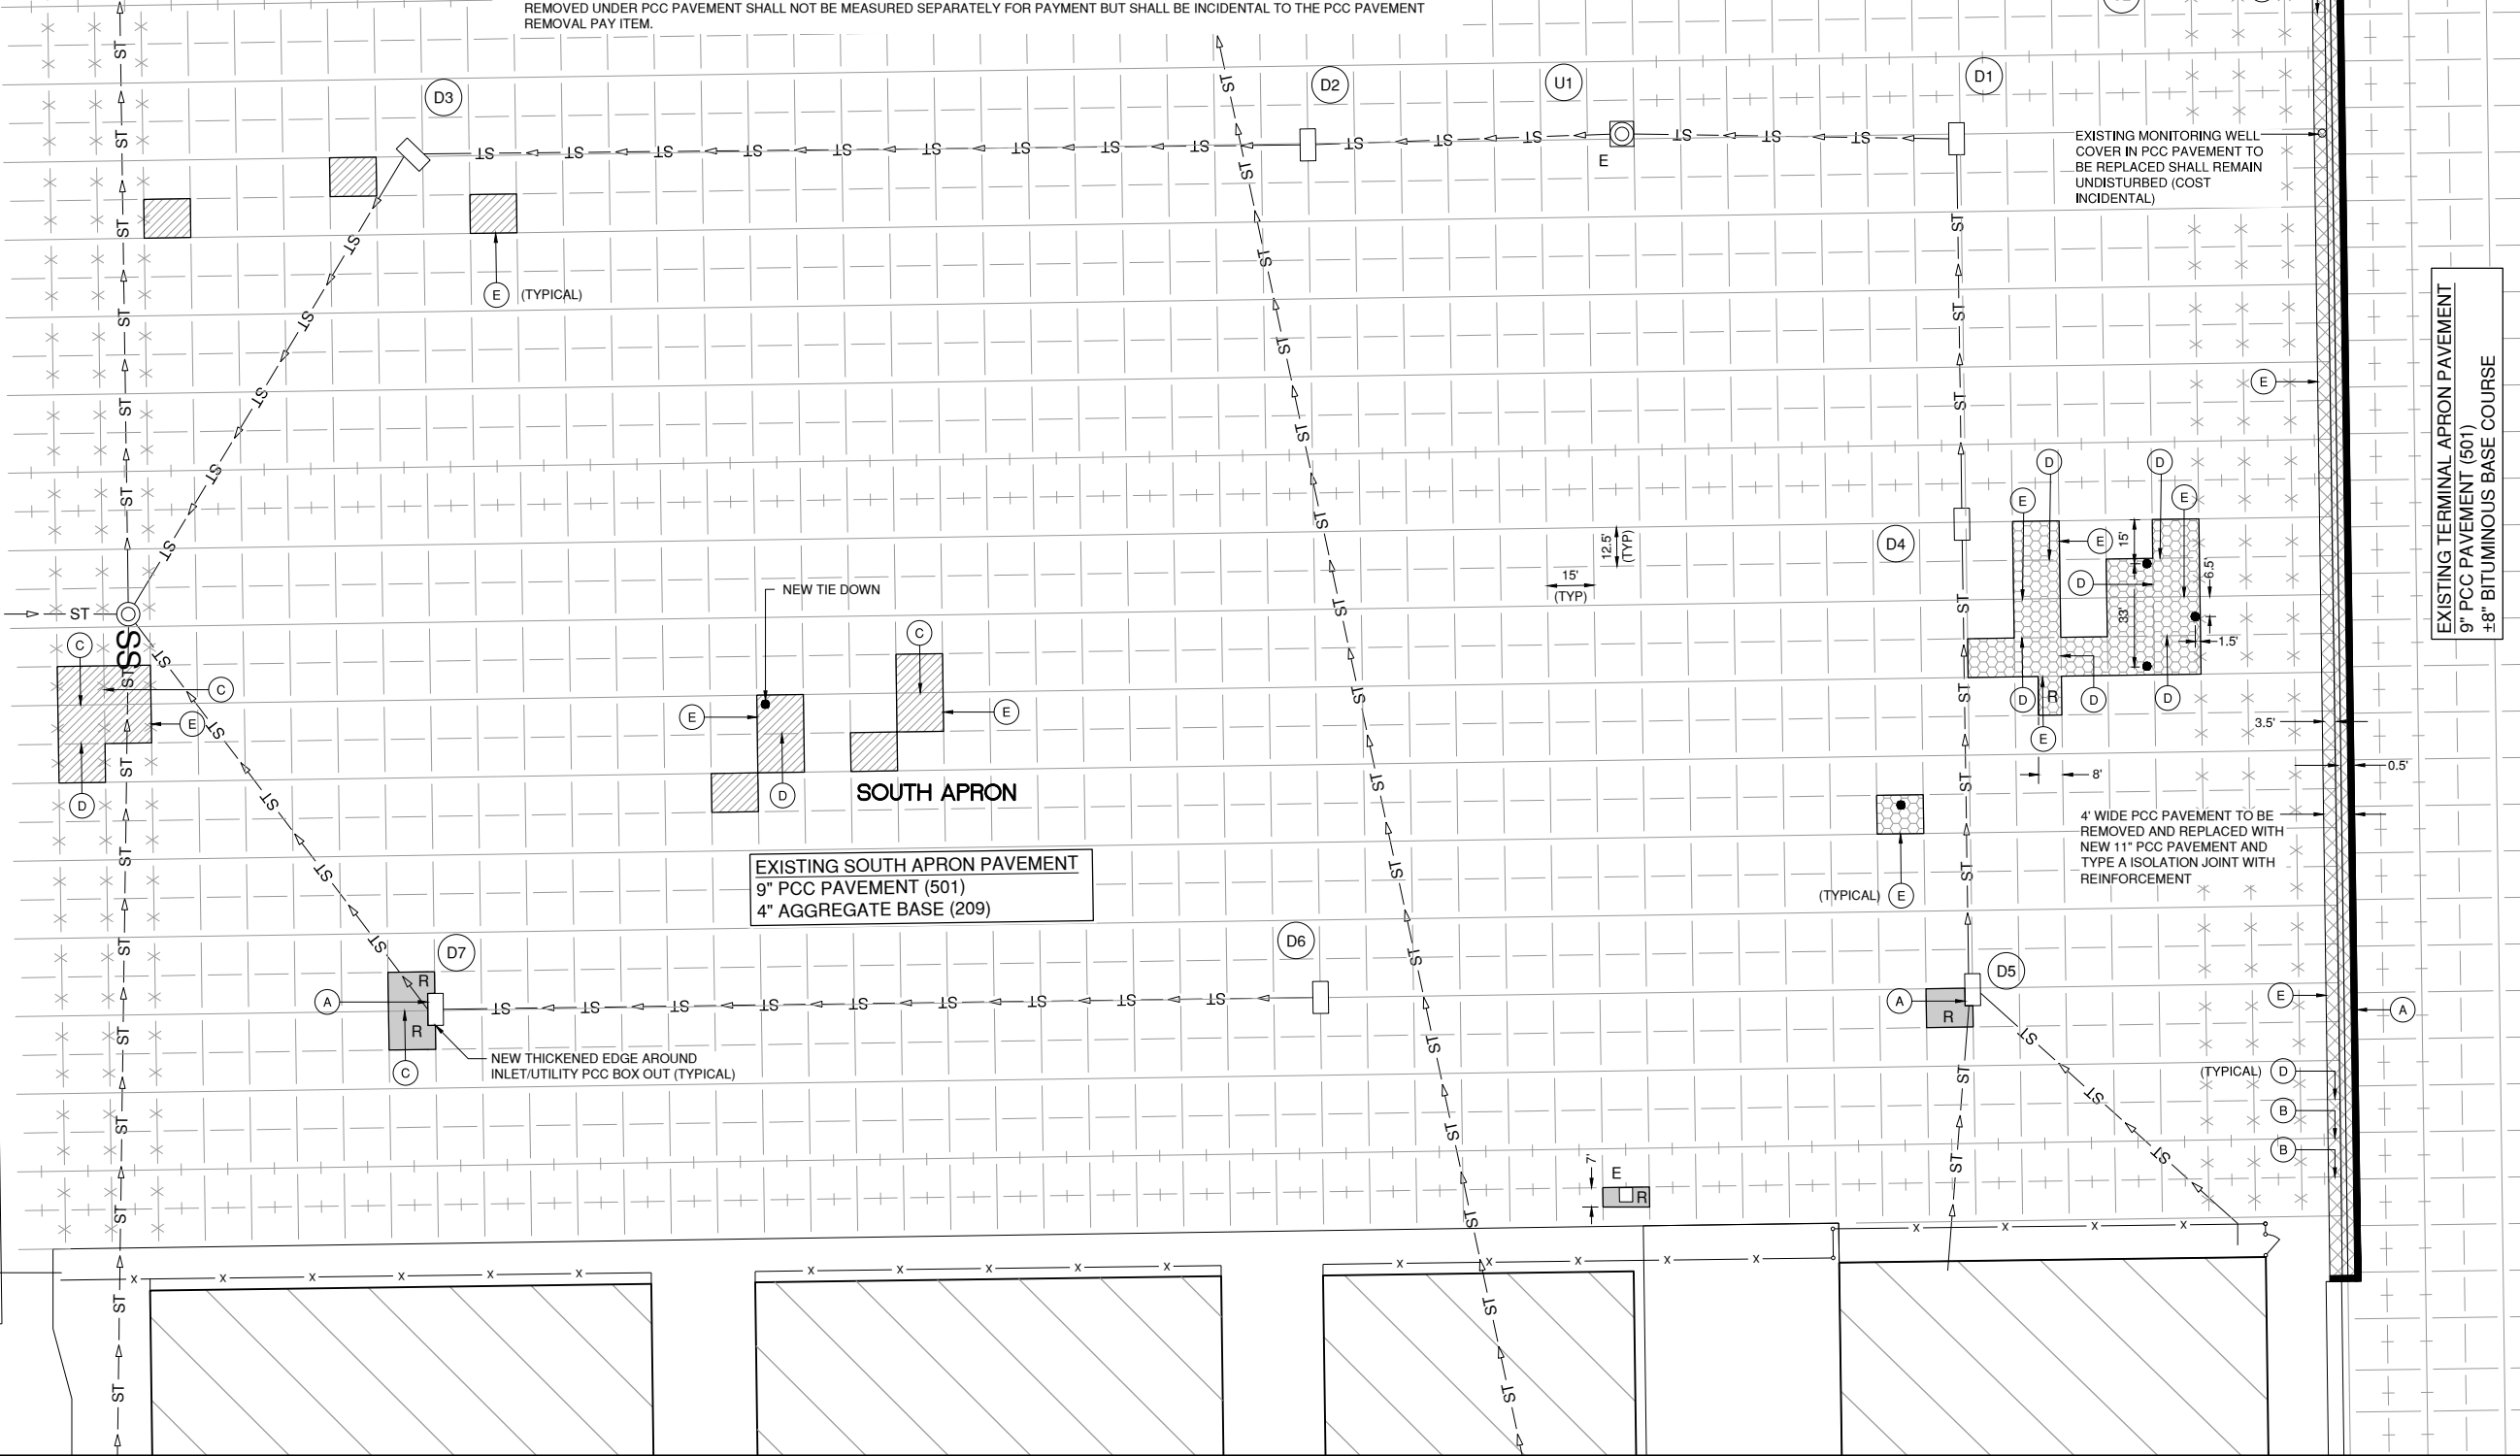 REMOVED UNDER PCC PAVEMENT SHALL NOT BE MEASURED SEPARATELY FOR PAYMENT BUT SHALL BE INCIDENTAL TO THE PCC PAVEMENT
REMOVAL PAY ITEM.
D3
D2
U1
D1
E
EXISTING MONITORING WELL
COVER IN PCC PAVEMENT TO
BE REPLACED SHALL REMAIN
UNDISTURBED (COST
INCIDENTAL)
E (TYPICAL)
EXISTING TERMINAL APRON PAVEMENT
9" PCC PAVEMENT (501)
±8" BITUMINOUS BASE COURSE
E
D
D
E
E
E
D
15'
33'
6.5'
1.5'
D4
12.5'
(TYP)
15'
(TYP)
NEW TIE DOWN
ST
SS
C
C
E
D
C
E
E
D
D
R
D
D
E
8'
3.5'
0.5'
SOUTH APRON
4' WIDE PCC PAVEMENT TO BE
REMOVED AND REPLACED WITH
NEW 11" PCC PAVEMENT AND
TYPE A ISOLATION JOINT WITH
REINFORCEMENT
(TYPICAL) E
EXISTING SOUTH APRON PAVEMENT
9" PCC PAVEMENT (501)
4" AGGREGATE BASE (209)
D7
D6
D5
A
R
R
C
NEW THICKENED EDGE AROUND
INLET/UTILITY PCC BOX OUT (TYPICAL)
A
R
E
A
(TYPICAL) D
B
B
7'
E
R